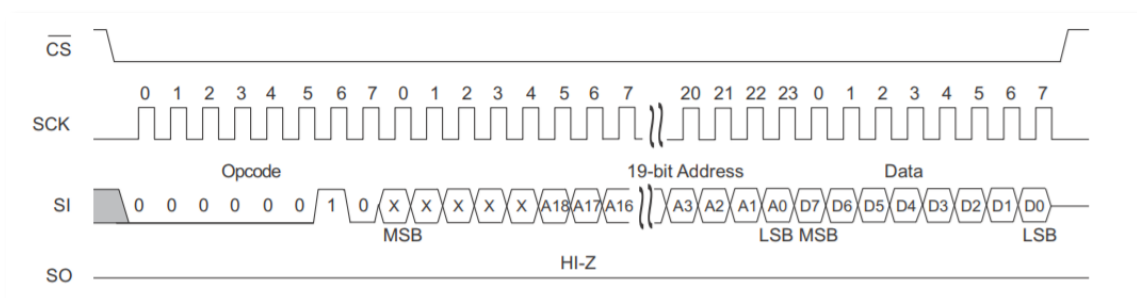 CS
0 1 2 3 4 5 6 7 0 1 2 3 4 5 6 7 20 21 22 23 0 1 2 3 4 5 6 7
SCK
Opcode 19-bit Address Data
SI 0 0 0 0 0 0 1 0 X X X X X A18 A17 A16 A3 A2 A1 A0 D7 D6 D5 D4 D3 D2 D1 D0
MSB LSB MSB LSB
HI-Z
SO